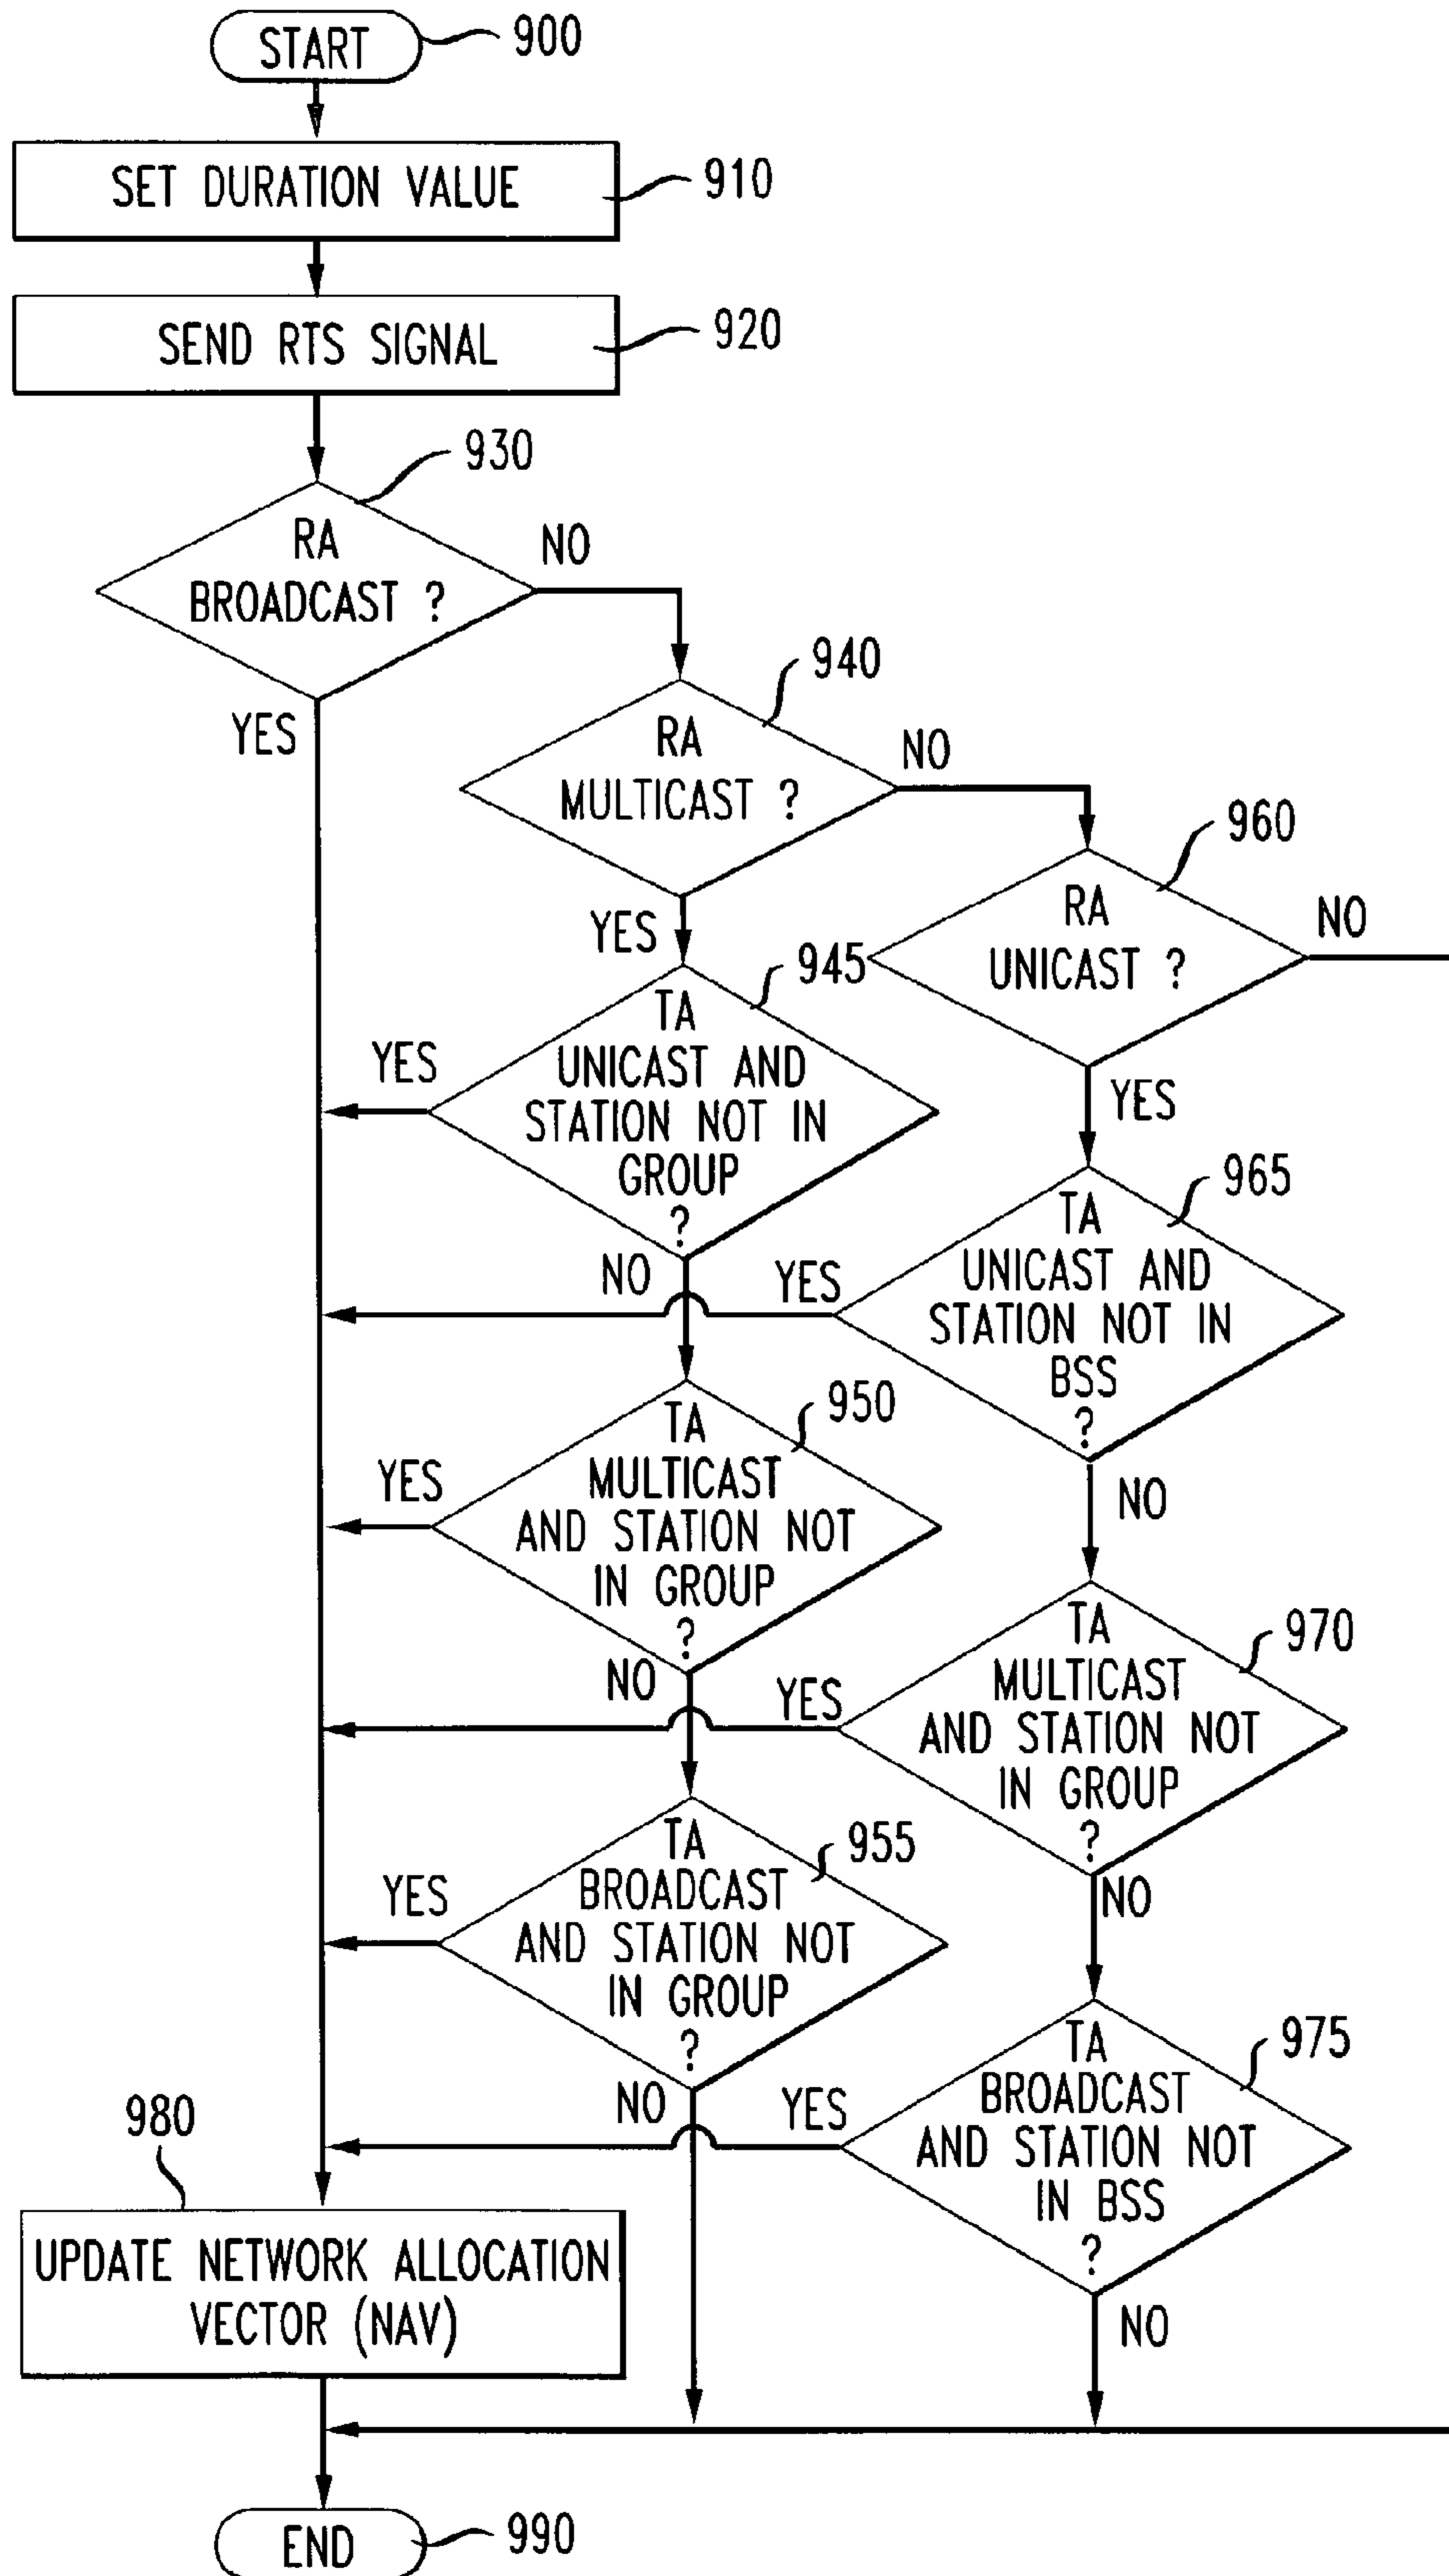 START
900
SET DURATION VALUE
910
SEND RTS SIGNAL
920
930
RA
BROADCAST ?
NO
YES
940
RA
MULTICAST ?
NO
YES
960
RA
UNICAST ?
NO
YES
945
TA
UNICAST AND
STATION NOT IN
GROUP
?
YES
NO
965
TA
UNICAST AND
STATION NOT IN
BSS
?
YES
NO
950
TA
MULTICAST
AND STATION NOT
IN GROUP
?
YES
NO
970
TA
MULTICAST
AND STATION NOT
IN GROUP
?
YES
NO
955
TA
BROADCAST
AND STATION NOT
IN GROUP
?
YES
NO
975
TA
BROADCAST
AND STATION NOT
IN BSS
?
YES
NO
980
UPDATE NETWORK ALLOCATION
VECTOR (NAV)
END
990